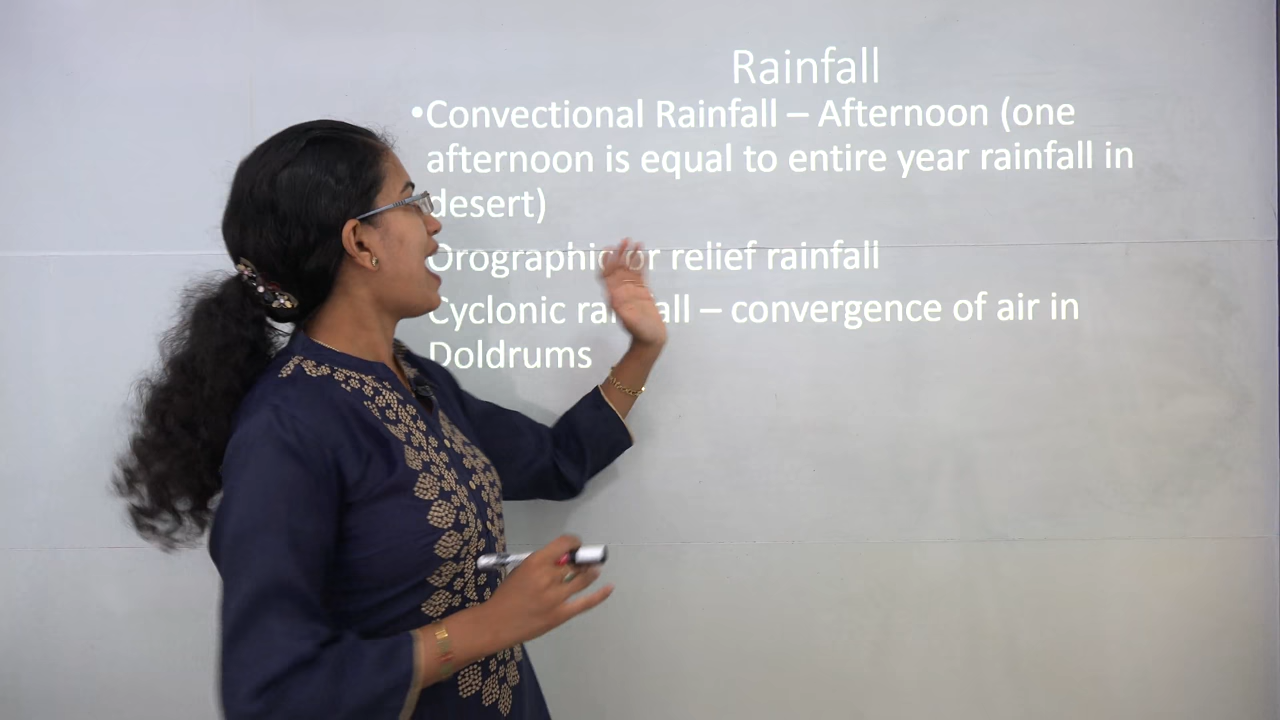 Rainfall
•Convectional Rainfall – Afternoon (one
afternoon is equal to entire year rainfall in
desert)
Orographic or relief rainfall
Cyclonic rainfall – convergence of air in
Doldrums